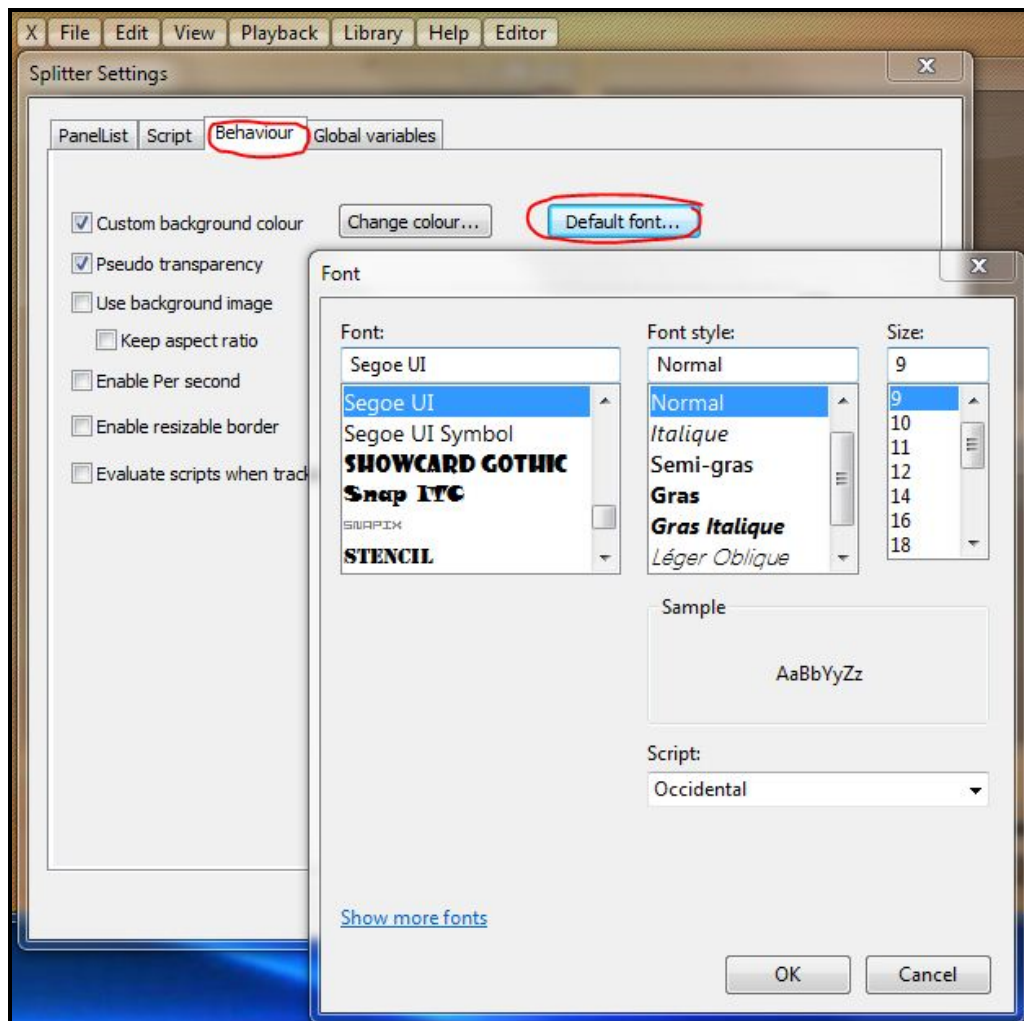 X File Edit View Playback Library Help Editor
Splitter Settings
PanelList Script Behaviour Global variables
Custom background colour Change colour... Default font...
Pseudo transparency
Use background image
Keep aspect ratio
Enable Per second
Enable resizable border
Evaluate scripts when
Font
Font: Font style: Size:
Segoe UI Normal 9
Segoe UI Normal 9
Segoe UI Symbol Italique 10
SHOWCARD GOTHIC Semi-gras 11
Snap ITC Gras 12
SNAPIX Gras Italique 14
STENCIL Léger Oblique 16
18
Sample
AaBbYyZz
Script:
Occidental
Show more fonts
OK Cancel